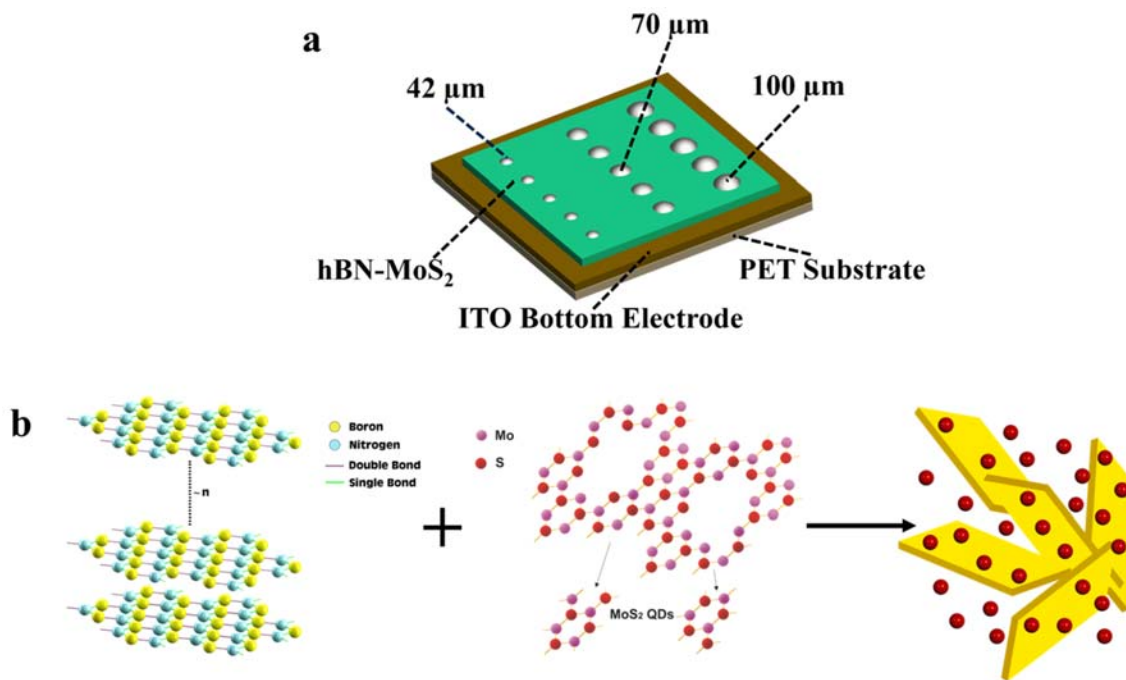 a
70 µm
42 µm
100 µm
hBN-MoS₂
PET Substrate
ITO Bottom Electrode
b
Boron
Nitrogen
Double Bond
Single Bond
~ n
+
Mo
S
MoS₂ QDs